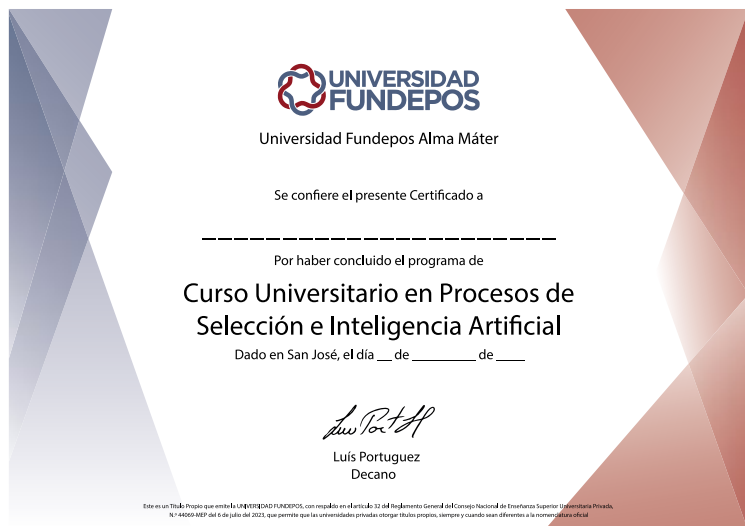 UNIVERSIDAD
FUNDEPOS
Universidad Fundepos Alma Máter
Se confiere el presente Certificado a
Por haber concluido el programa de
Curso Universitario en Procesos de
Selección e Inteligencia Artificial
Dado en San José, el día __ de ________ de ____
Luís Portuguez
Decano
Este es un Título Propio que emite la UNIVERSIDAD FUNDEPOS, con respaldo en el artículo 32 del Reglamento General del Consejo Nacional de Enseñanza Superior Universitaria Privada,
N.º 44069-MEP del 6 de julio del 2023, que permite que las universidades privadas otorgar títulos propios, siempre y cuando sean diferentes a la nomenclatura oficial